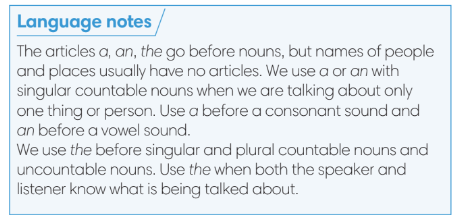 Language notes
The articles a, an, the go before nouns, but names of people
and places usually have no articles. We use a or an with
singular countable nouns when we are talking about only
one thing or person. Use a before a consonant sound and
an before a vowel sound.
We use the before singular and plural countable nouns and
uncountable nouns. Use the when both the speaker and
listener know what is being talked about.